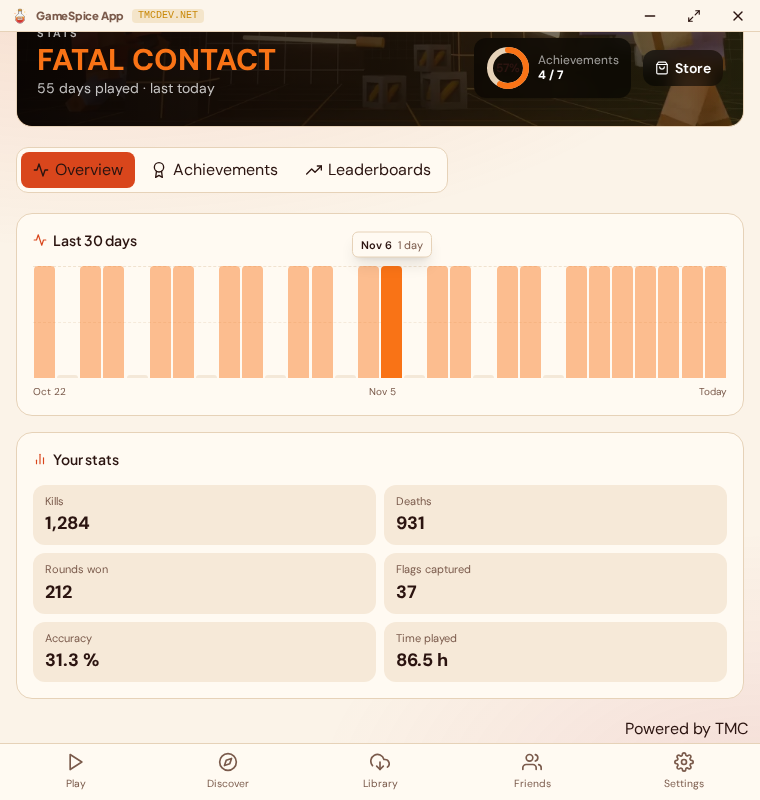 GameSpice App TMCDEV.NET
STATS
FATAL CONTACT
55 days played · last today
57%
Achievements
4 / 7
Store
Overview Achievements Leaderboards
Last 30 days
Nov 6 1 day
Oct 22 Nov 5 Today
Your stats
Kills
1,284
Deaths
931
Rounds won
212
Flags captured
37
Accuracy
31.3 %
Time played
86.5 h
Powered by TMC
Play Discover Library Friends Settings